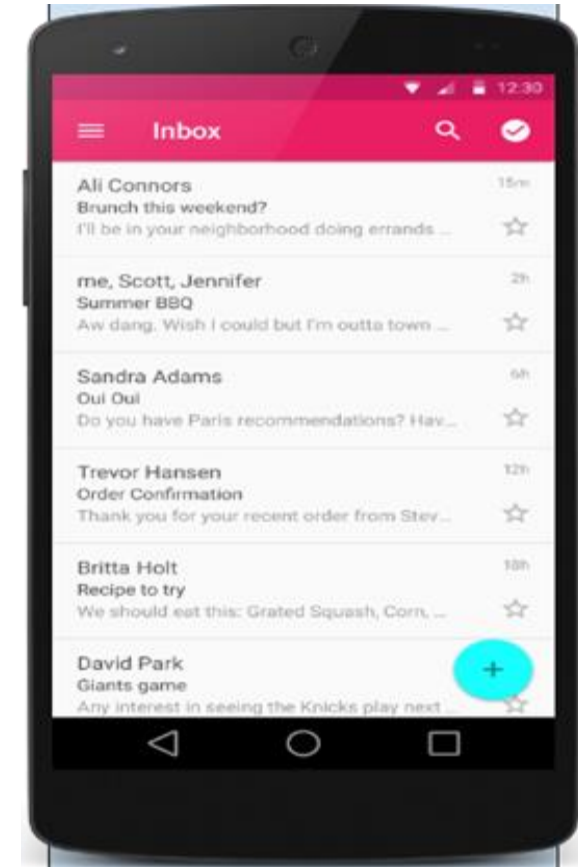 12:30
Inbox
Ali Connors 15m
Brunch this weekend?
I'll be in your neighborhood doing errands ...
me, Scott, Jennifer 2h
Summer BBQ
Aw dang. Wish I could but I'm outta town ...
Sandra Adams 6h
Oui Oui
Do you have Paris recommendations? Hav...
Trevor Hansen 12h
Order Confirmation
Thank you for your recent order from Stev...
Britta Holt 18h
Recipe to try
We should eat this: Grated Squash, Corn, ...
David Park
Giants game
Any interest in seeing the Knicks play next ...